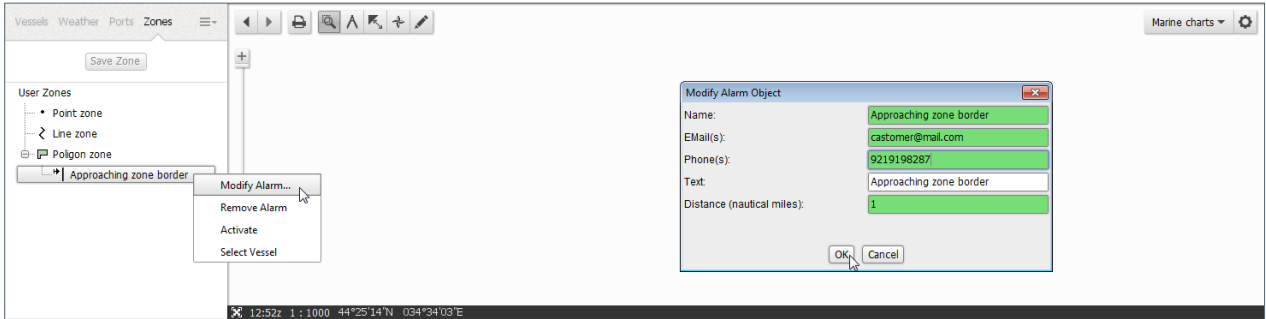 Vessels Weather Ports Zones
Marine charts
Save Zone
User Zones
Point zone
Line zone
Poligon zone
Approaching zone border
Modify Alarm...
Remove Alarm
Activate
Select Vessel
Modify Alarm Object
Name: Approaching zone border
EMail(s): castomer@mail.com
Phone(s): 9219198287
Text: Approaching zone border
Distance (nautical miles): 1
OK Cancel
12:52z 1 : 1000 44°25'14"N 034°34'03"E